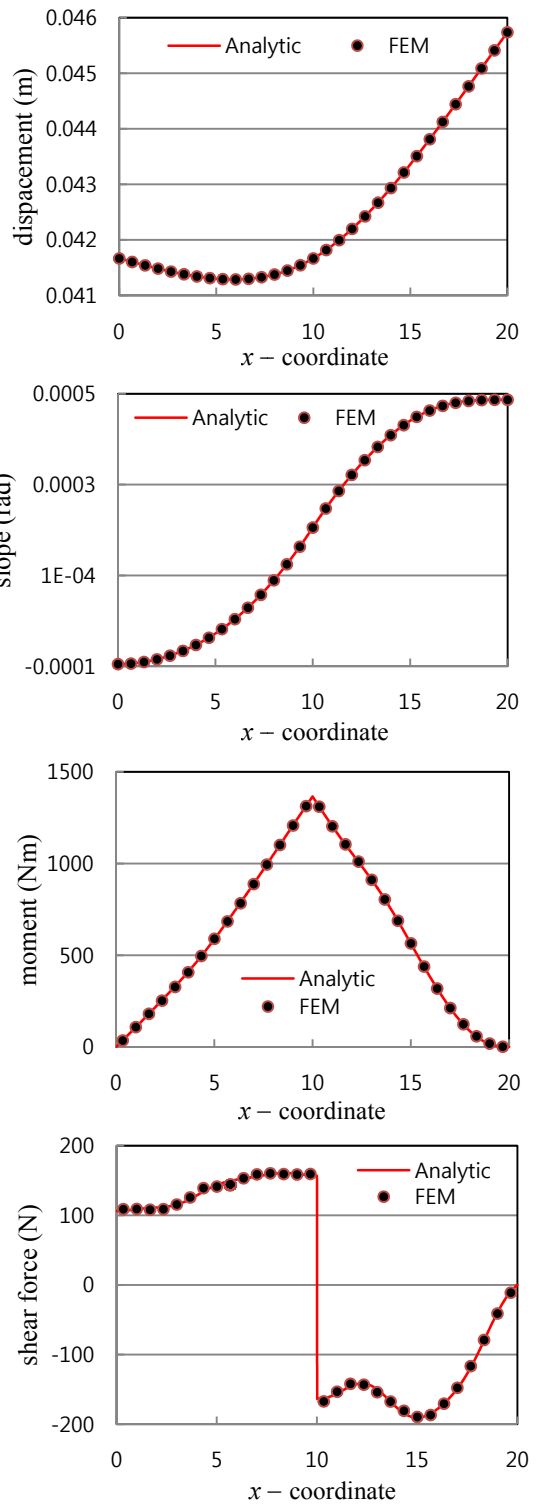 0.046
Analytic FEM
0.045
0.044
0.043
0.042
0.041
dispacement (m)
0 5 10 15 20
x – coordinate
0.0005
Analytic FEM
0.0003
1E-04
-0.0001
slope (rad)
0 5 10 15 20
x – coordinate
1500
1000
500
0
moment (Nm)
Analytic
FEM
0 5 10 15 20
x – coordinate
200
Analytic
FEM
100
0
-100
-200
shear force (N)
0 5 10 15 20
x – coordinate